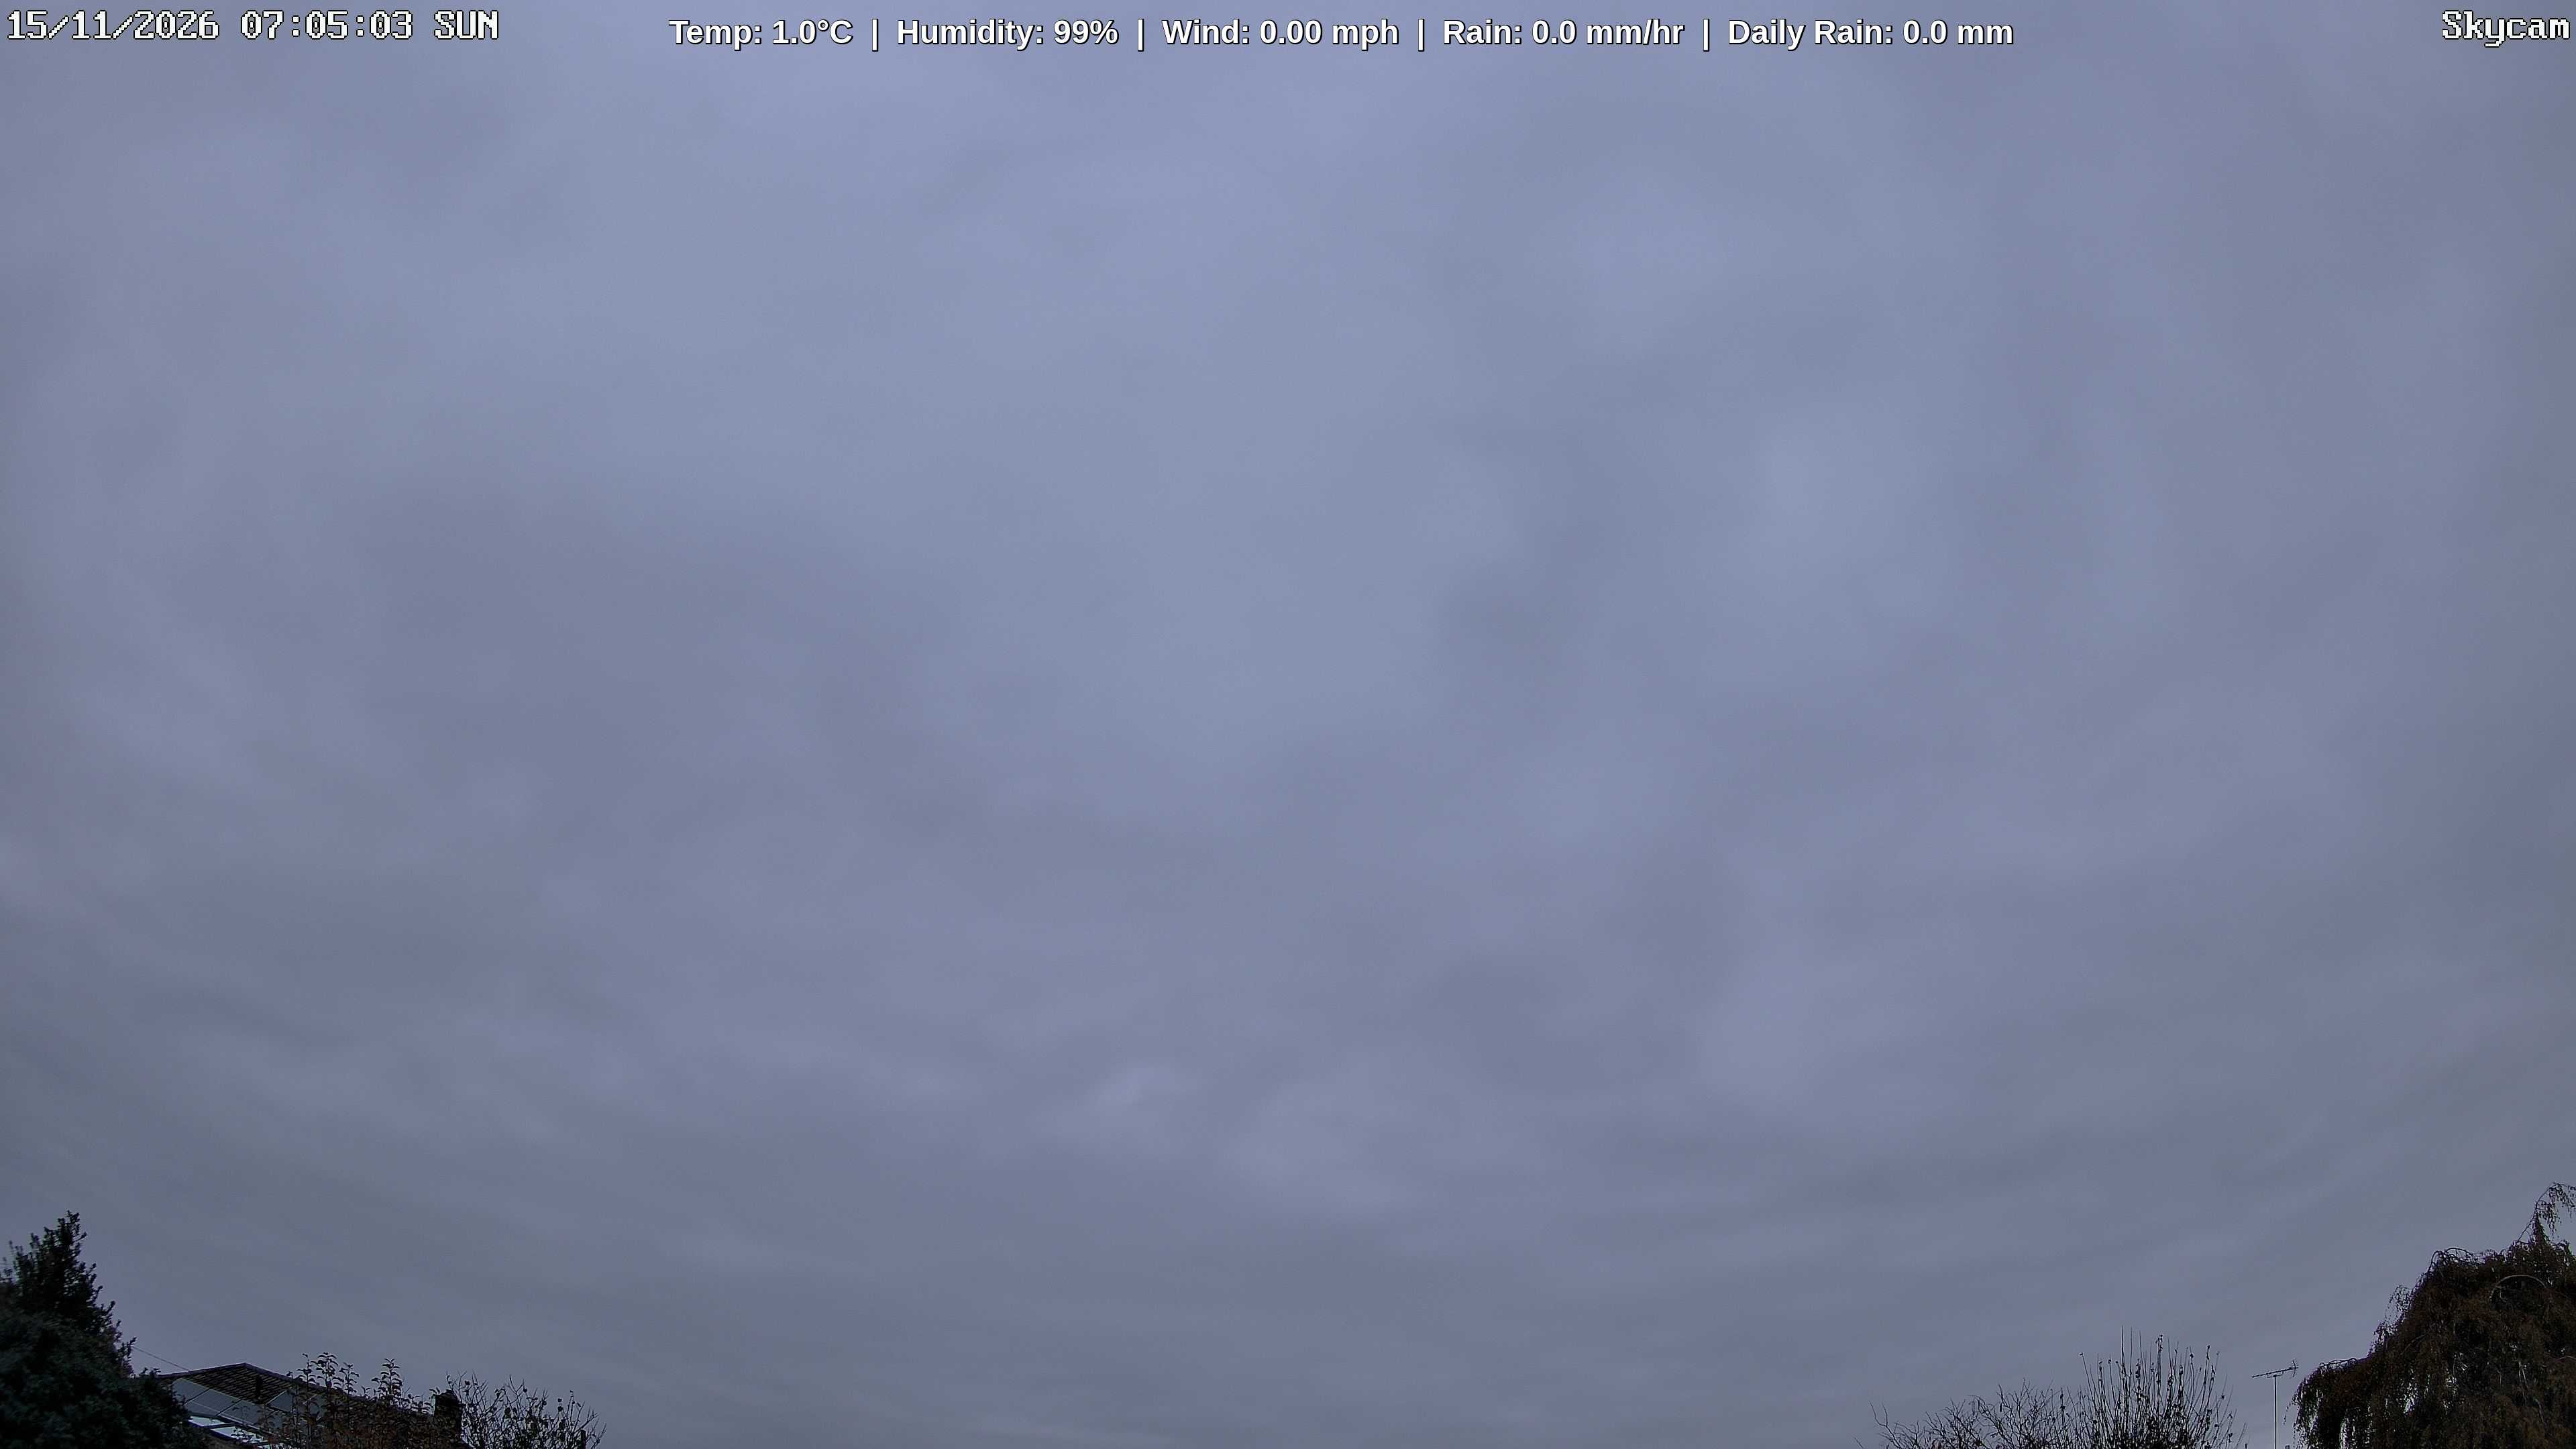 15/11/2026 07:05:03 SUN
Temp: 1.0°C | Humidity: 99% | Wind: 0.00 mph | Rain: 0.0 mm/hr | Daily Rain: 0.0 mm
Skycam